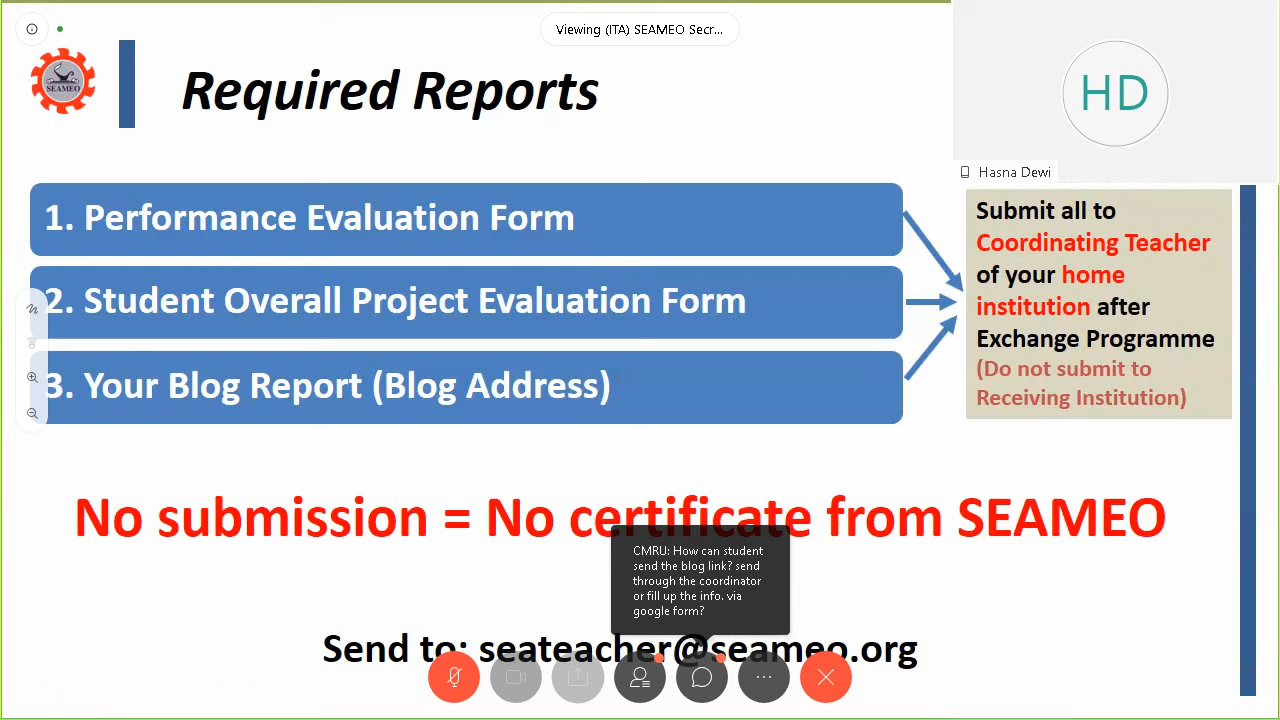 Viewing (ITA) SEAMEO Secr...
SEAMEO
Required Reports
HD
Hasna Dewi
1. Performance Evaluation Form
2. Student Overall Project Evaluation Form
3. Your Blog Report (Blog Address)
Submit all to
Coordinating Teacher
of your home
institution after
Exchange Programme
(Do not submit to
Receiving Institution)
No submission = No certificate from SEAMEO
CMRU: How can student
send the blog link? send
through the coordinator
or fill up the info. via
google form?
Send to: seateacher@seameo.org